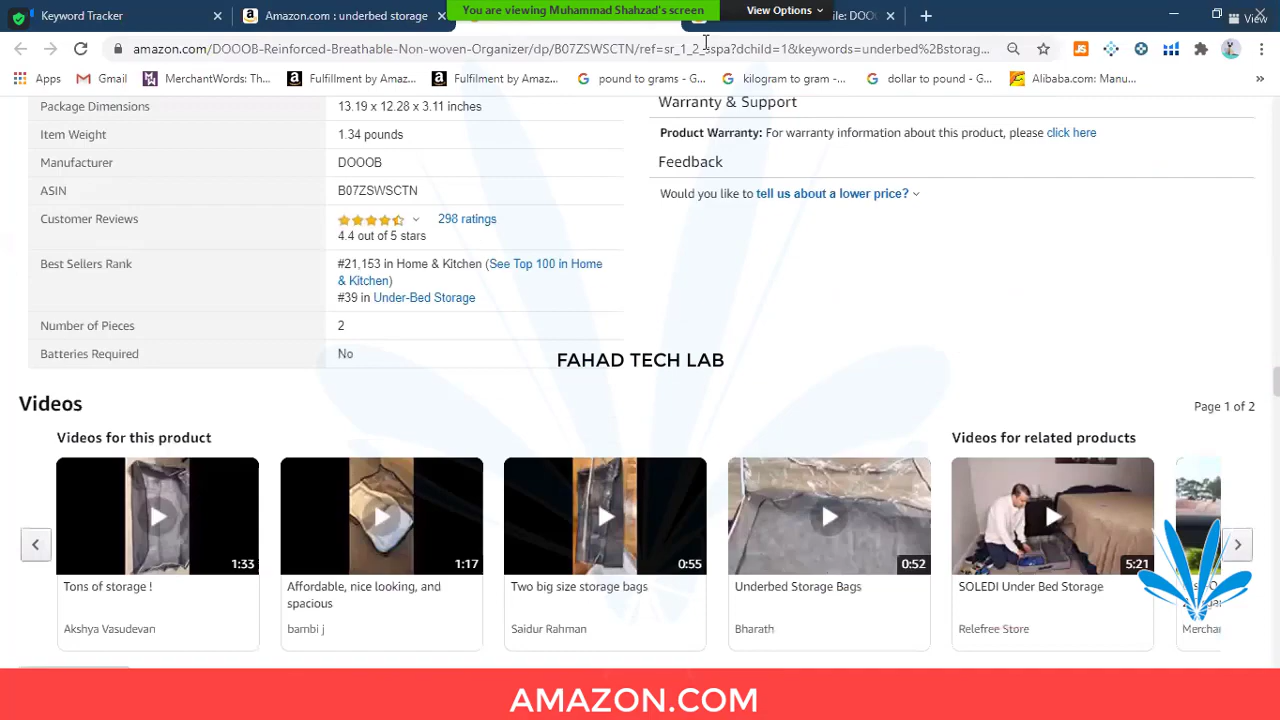 You are viewing Muhammad Shahzad's screen
View Options
Keyword Tracker
Amazon.com : underbed storage
ile: DOO
View
amazon.com/DOOOB-Reinforced-Breathable-Non-woven-Organizer/dp/B07ZSWSCTN/ref=sr_1_2_sspa?dchild=1&keywords=underbed%2Bstorag...
Apps
Gmail
MerchantWords: Th...
Fulfillment by Amaz...
Fulfilment by Amaz...
pound to grams - G...
kilogram to gram -...
dollar to pound - G...
Alibaba.com: Manu...
Package Dimensions
13.19 x 12.28 x 3.11 inches
Item Weight
1.34 pounds
Manufacturer
DOOOB
ASIN
B07ZSWSCTN
Customer Reviews
298 ratings
4.4 out of 5 stars
Best Sellers Rank
#21,153 in Home & Kitchen (See Top 100 in Home
& Kitchen)
#39 in Under-Bed Storage
Number of Pieces
2
Batteries Required
No
Warranty & Support
Product Warranty: For warranty information about this product, please click here
Feedback
Would you like to tell us about a lower price?
FAHAD TECH LAB
Videos
Page 1 of 2
Videos for this product
Videos for related products
1:33
1:17
0:55
0:52
5:21
Tons of storage !
Affordable, nice looking, and
spacious
Two big size storage bags
Underbed Storage Bags
SOLEDI Under Bed Storage
Akshya Vasudevan
bambi j
Saidur Rahman
Bharath
Relefree Store
Merchan
AMAZON.COM